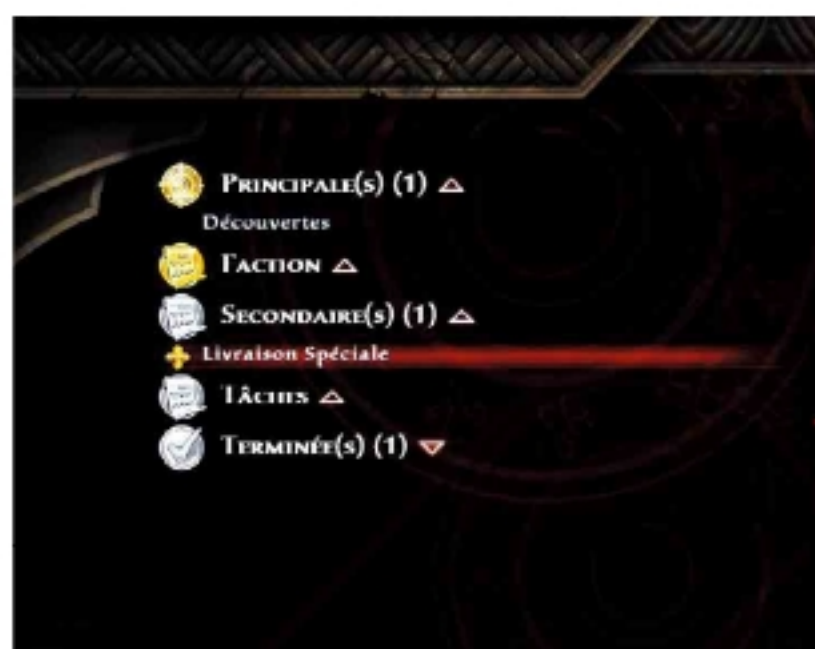 Principale(s) (1)
Découvertes
Faction
Secondaire(s) (1)
Livraison Spéciale
Tâches
Terminée(s) (1)